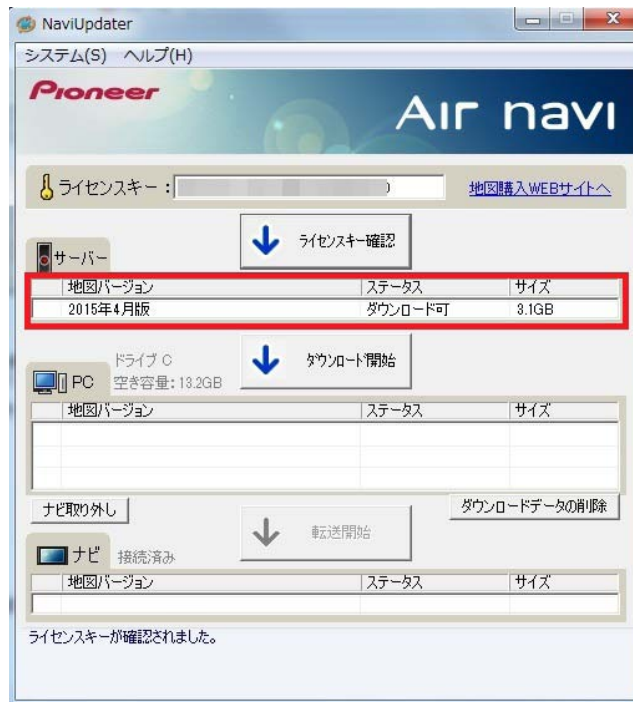 NaviUpdater
システム(S) ヘルプ(H)
Pioneer
AIr navi
ライセンスキー：
地図購入WEBサイトへ
ライセンスキー確認
サーバー
地図バージョン ステータス サイズ
2015年4月版 ダウンロード可 3.1GB
ドライブ C
ダウンロード開始
PC 空き容量：13.2GB
地図バージョン ステータス サイズ
ナビ取り外し
ダウンロードデータの削除
転送開始
ナビ 接続済み
地図バージョン ステータス サイズ
ライセンスキーが確認されました。